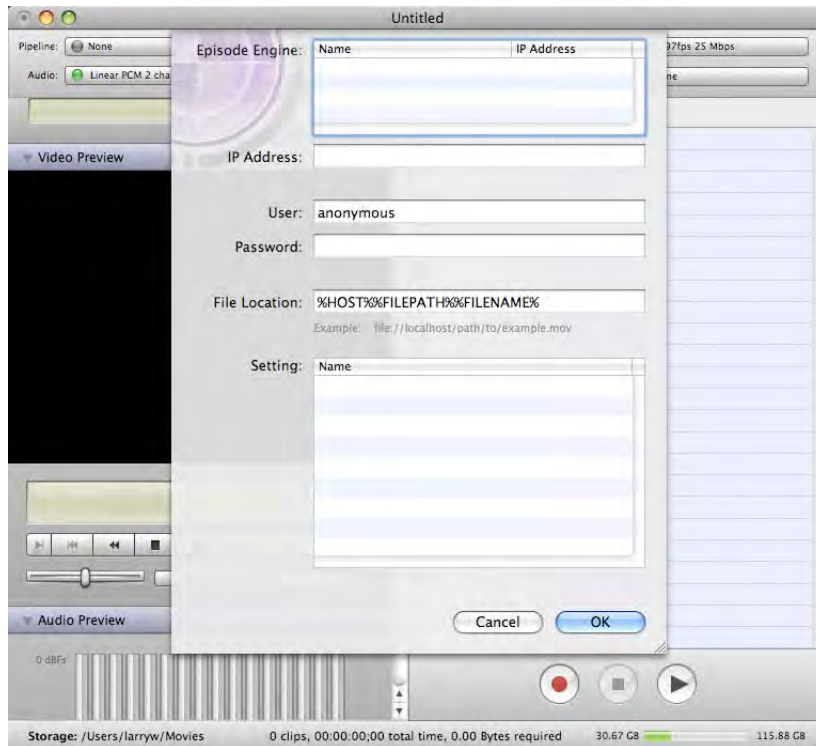 Untitled
Pipeline: None
97fps 25 Mbps
Audio: Linear PCM 2 cha
ne
Episode Engine: Name IP Address
IP Address:
User: anonymous
Password:
File Location: %HOST%%FILEPATH%%FILENAME%
Example: file://localhost/path/to/example.mov
Setting: Name
Video Preview
Cancel OK
Audio Preview
0 dBFs
Storage: /Users/larryw/Movies 0 clips, 00:00:00;00 total time, 0.00 Bytes required 30.67 GB 115.88 GB